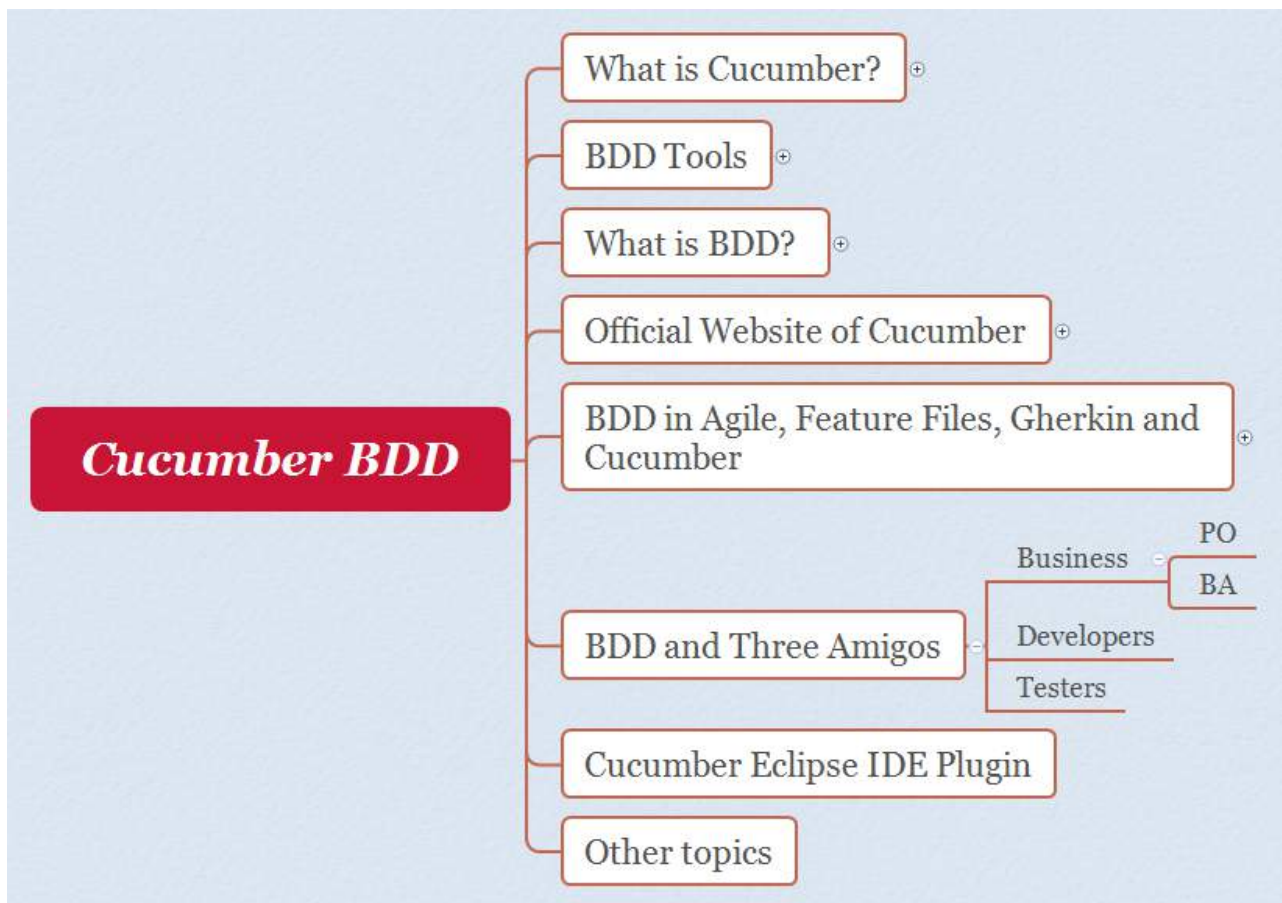 Cucumber BDD
What is Cucumber?
BDD Tools
What is BDD?
Official Website of Cucumber
BDD in Agile, Feature Files, Gherkin and
Cucumber
BDD and Three Amigos
Business
PO
BA
Developers
Testers
Cucumber Eclipse IDE Plugin
Other topics